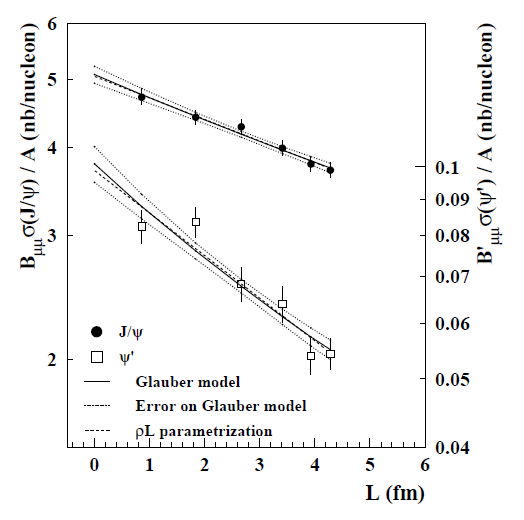 6
5
4
3
2
B_μμσ(J/ψ) / A (nb/nucleon)
0.1
0.09
0.08
0.07
0.06
0.05
0.04
B'_μμσ(ψ') / A (nb/nucleon)
J/ψ
ψ'
Glauber model
Error on Glauber model
ρL parametrization
0 1 2 3 4 5 6
L (fm)